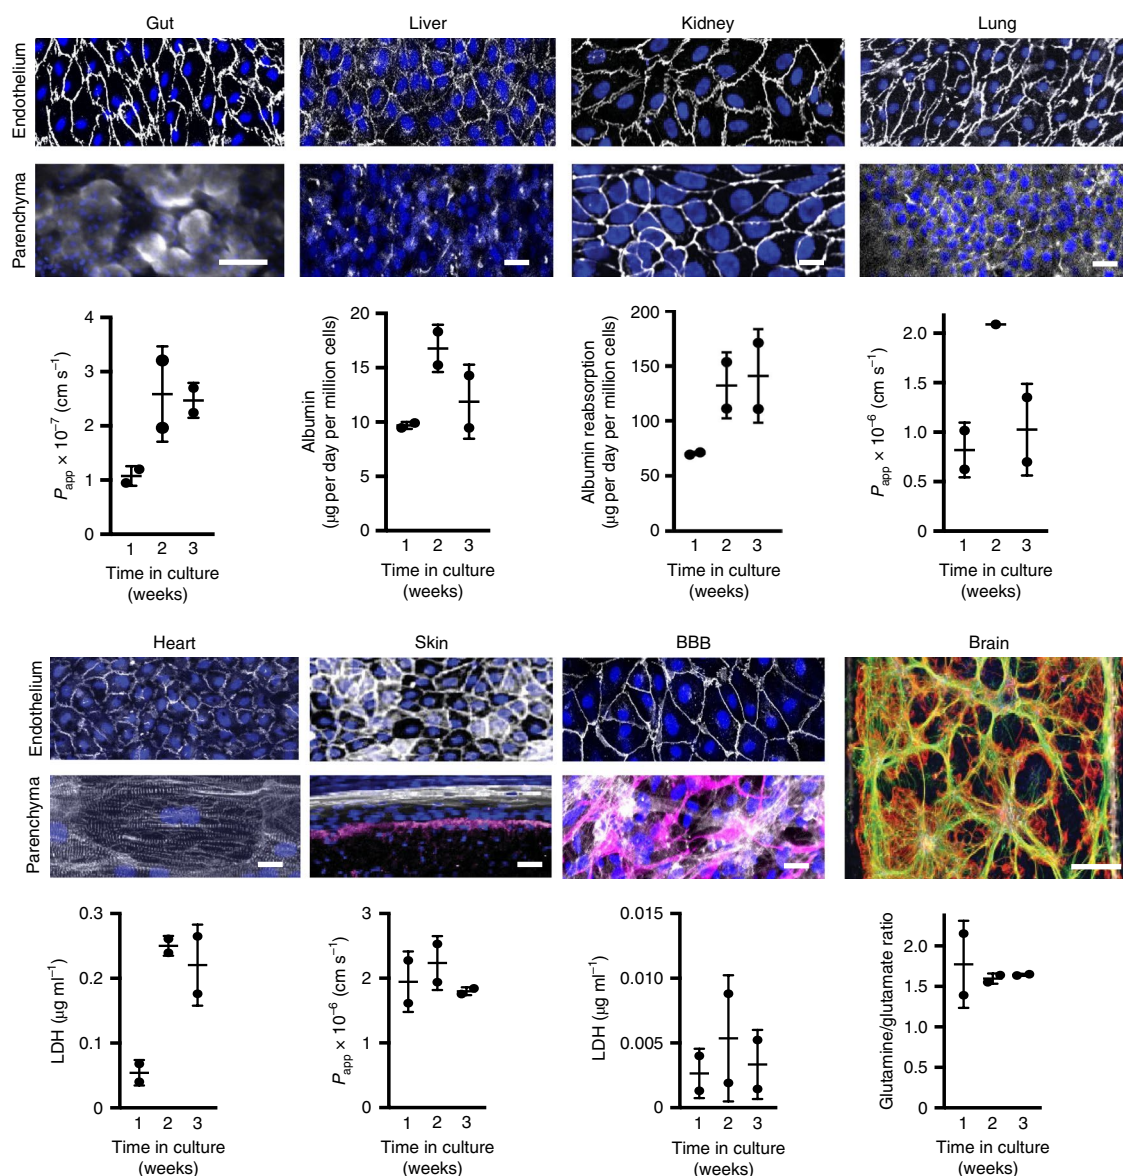 Gut
Liver
Kidney
Lung
Endothelium
Parenchyma
4
3
2
1
0
P app × 10−7 (cm s−1)
1 2 3
Time in culture
(weeks)
20
15
10
5
0
Albumin
(μg per day per million cells)
1 2 3
Time in culture
(weeks)
200
150
100
50
0
Albumin reabsorption
(μg per day per million cells)
1 2 3
Time in culture
(weeks)
2.0
1.5
1.0
0.5
0
P app × 10−6 (cm s−1)
1 2 3
Time in culture
(weeks)
Heart
Skin
BBB
Brain
Endothelium
Parenchyma
0.3
0.2
0.1
0
LDH (μg ml−1)
1 2 3
Time in culture
(weeks)
3
2
1
0
P app × 10−6 (cm s−1)
1 2 3
Time in culture
(weeks)
0.015
0.010
0.005
0
LDH (μg ml−1)
1 2 3
Time in culture
(weeks)
2.0
1.5
1.0
0.5
0
Glutamine/glutamate ratio
1 2 3
Time in culture
(weeks)